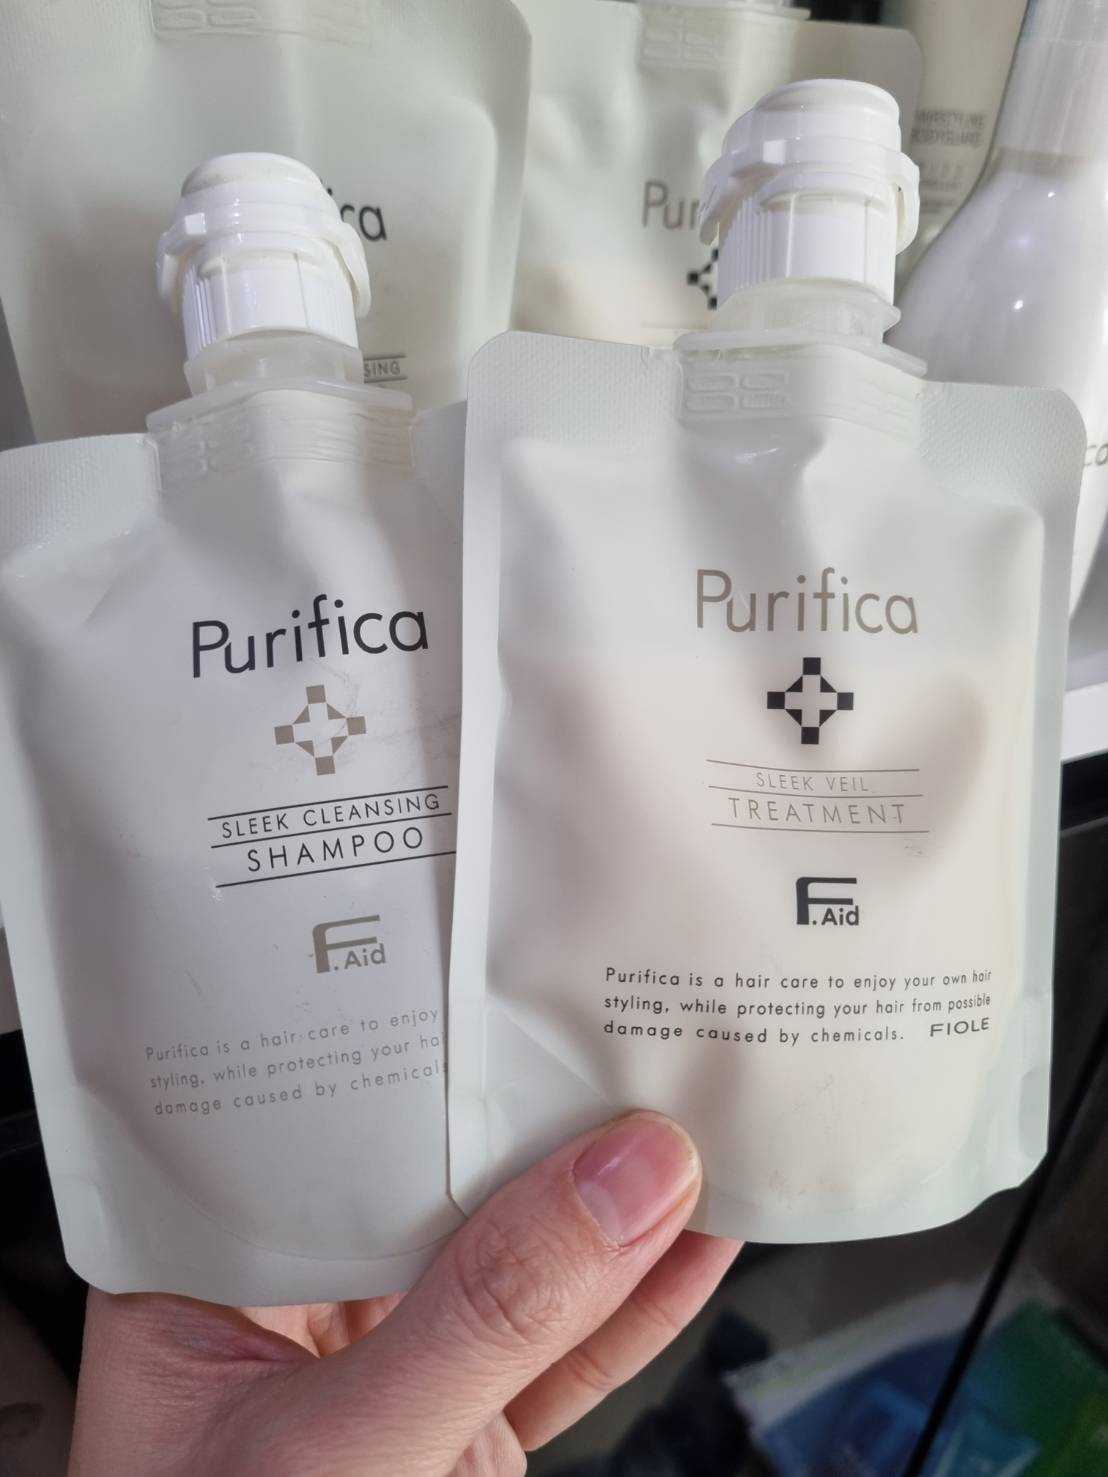 Purifica
SLEEK CLEANSING
SHAMPOO
F.Aid
Purifica is a hair care to enjoy
styling, while protecting your
damage caused by
Purifica
SLEEK VEIL
TREATMENT
F.Aid
Purifica is a hair care to enjoy your own hair
styling, while protecting your hair from possible
damage caused by chemicals. FIOLE